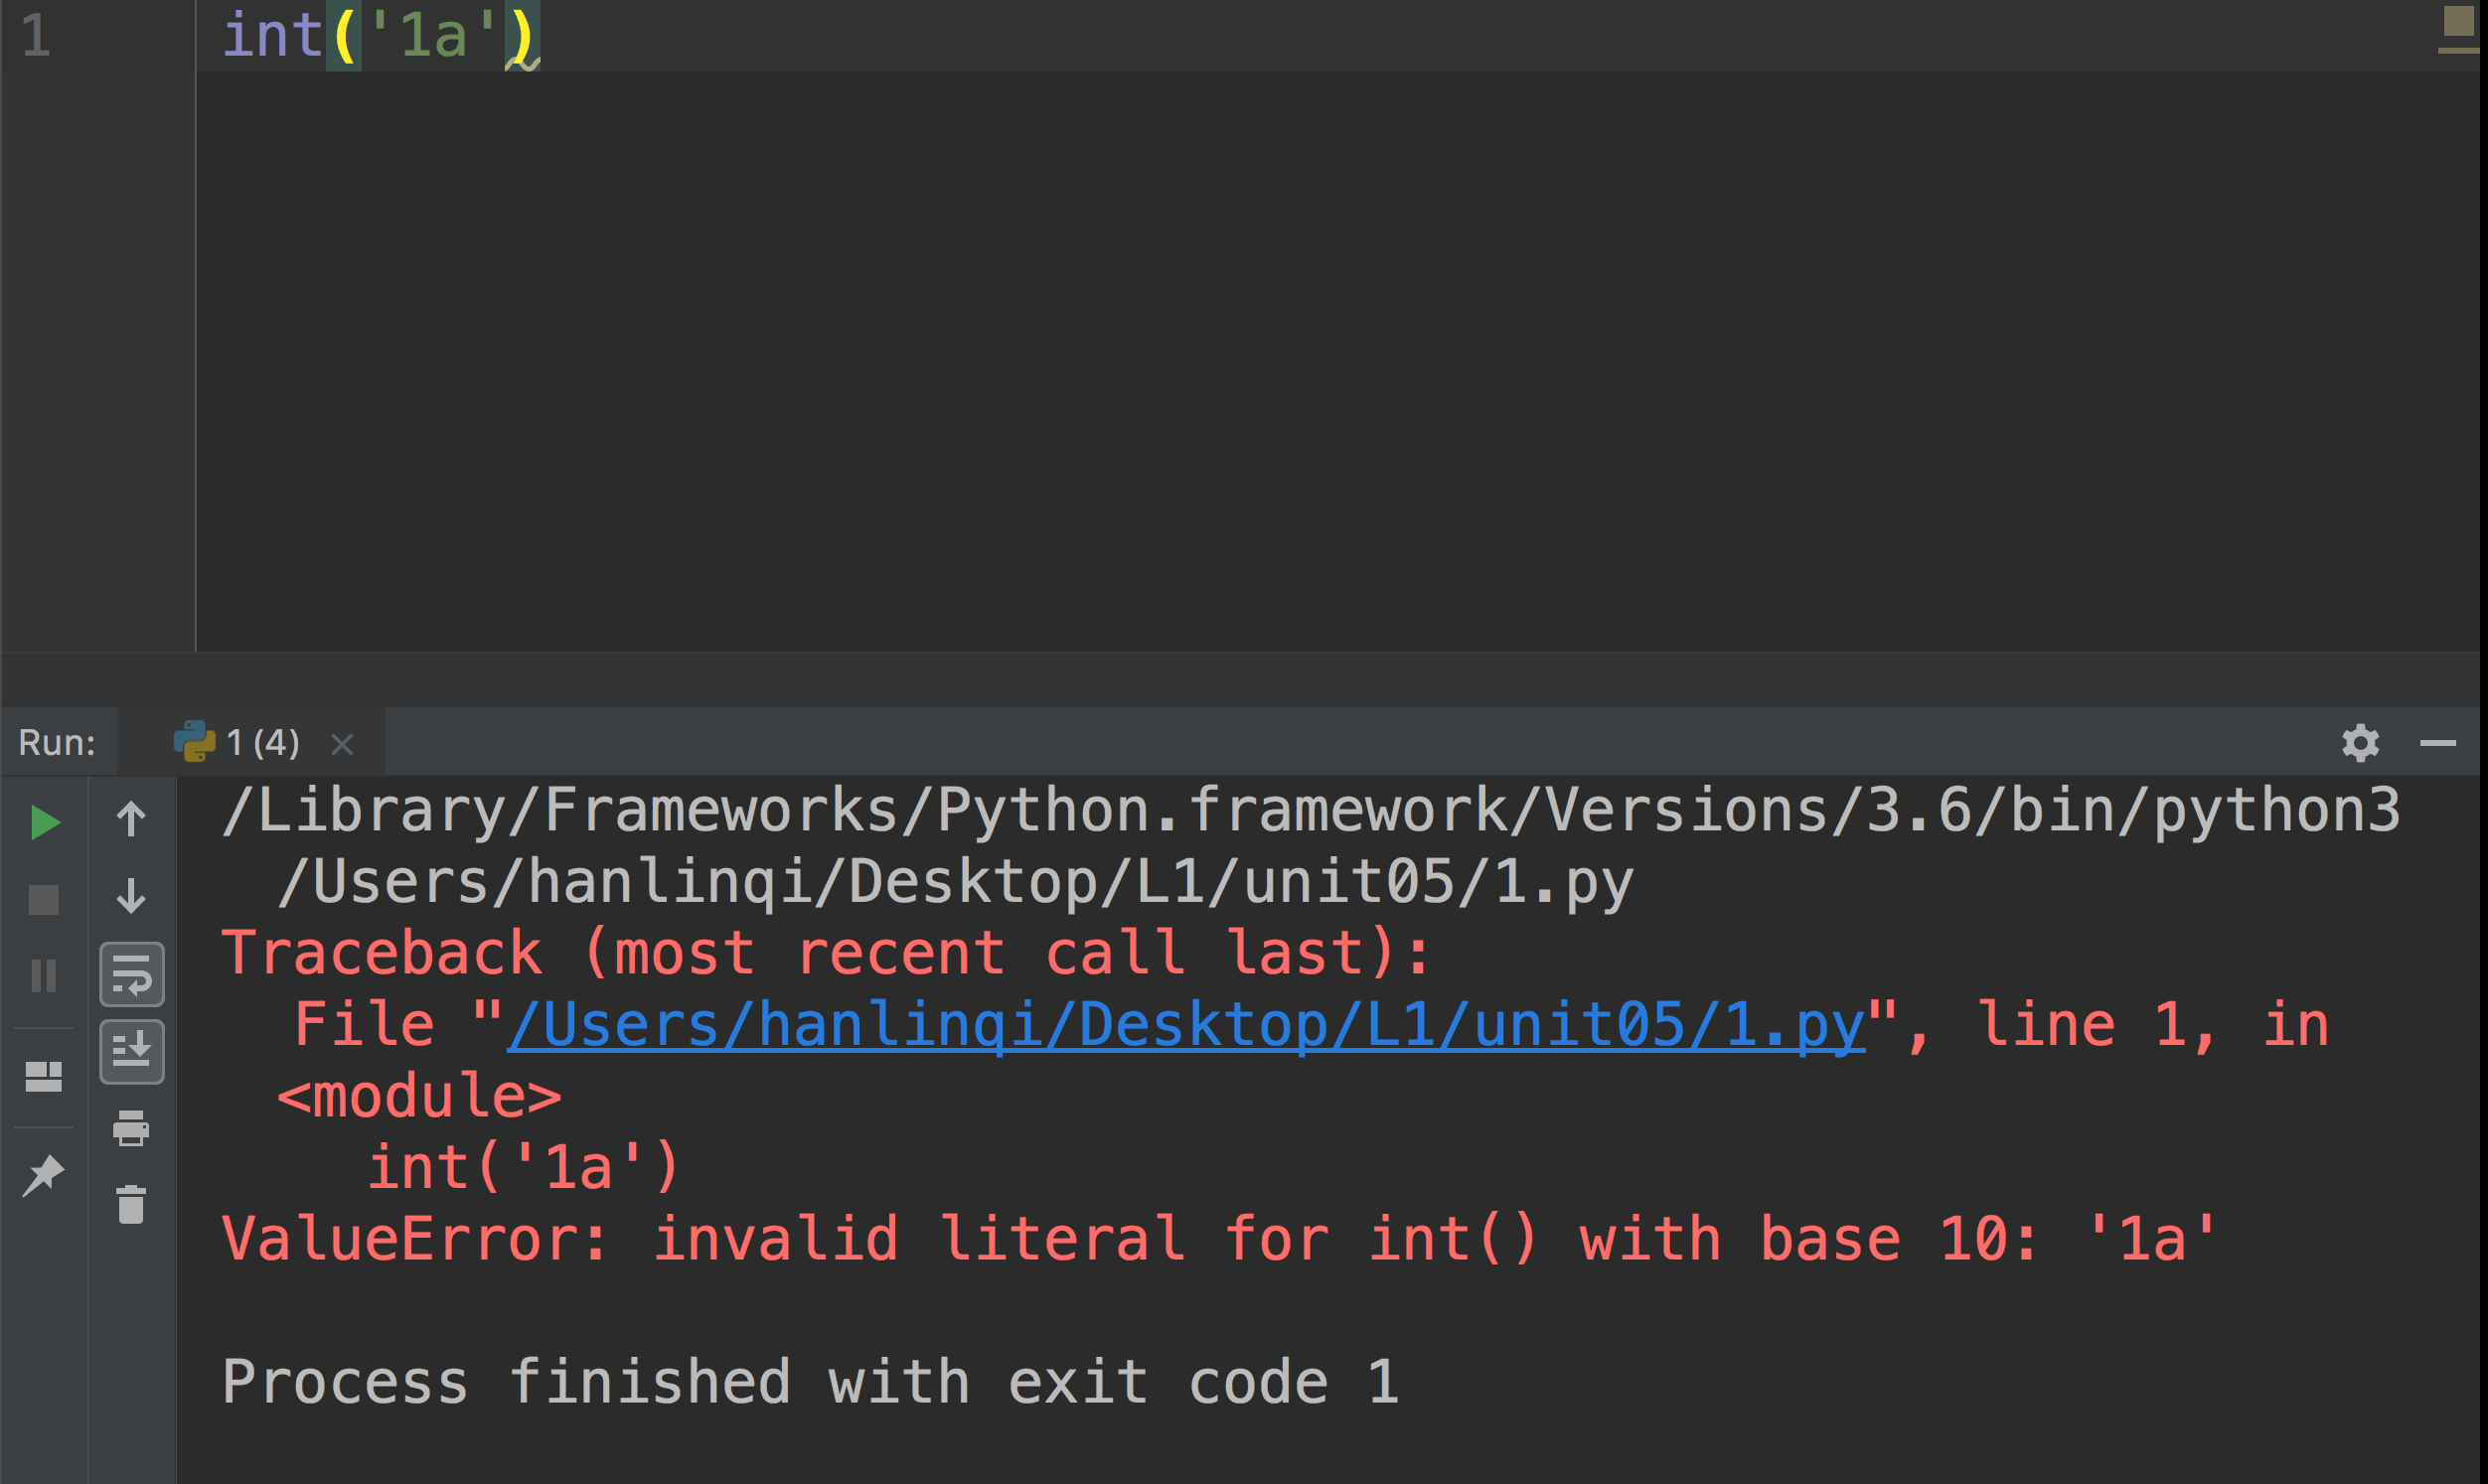 1 int('1a')
Run: 1 (4)
/Library/Frameworks/Python.framework/Versions/3.6/bin/python3
/Users/hanlinqi/Desktop/L1/unit05/1.py
Traceback (most recent call last):
File "/Users/hanlinqi/Desktop/L1/unit05/1.py", line 1, in
<module>
int('1a')
ValueError: invalid literal for int() with base 10: '1a'
Process finished with exit code 1